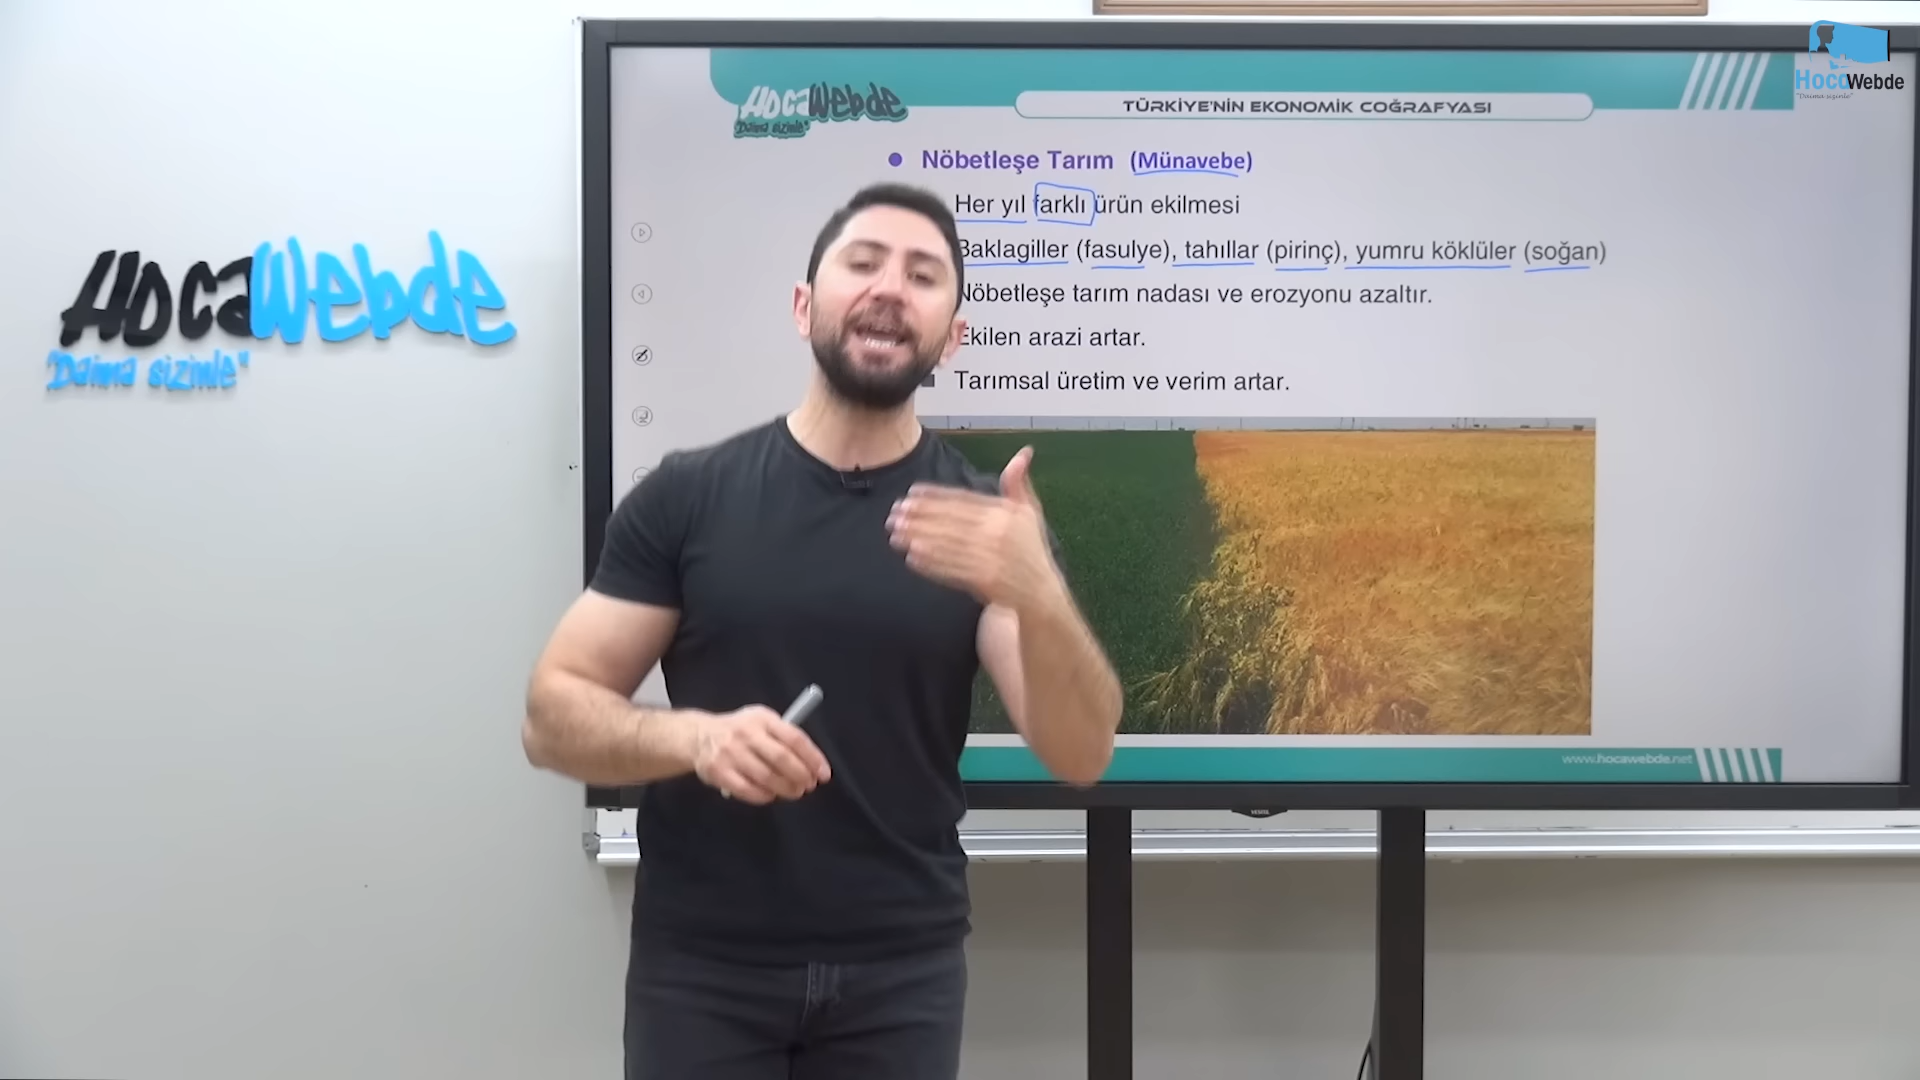 HocaWebde
"Daima sizinle"
HocaWebde
"Daima sizinle"
TÜRKİYE'NİN EKONOMİK COĞRAFYASI
HocaWebde
"Daima sizinle"
Nöbetleşe Tarım (Münavebe)
Her yıl farklı ürün ekilmesi
Baklagiller (fasulye), tahıllar (pirinç), yumru köklüler (soğan)
Nöbetleşe tarım nadası ve erozyonu azaltır.
Ekilen arazi artar.
Tarımsal üretim ve verim artar.
www.hocawebde.net